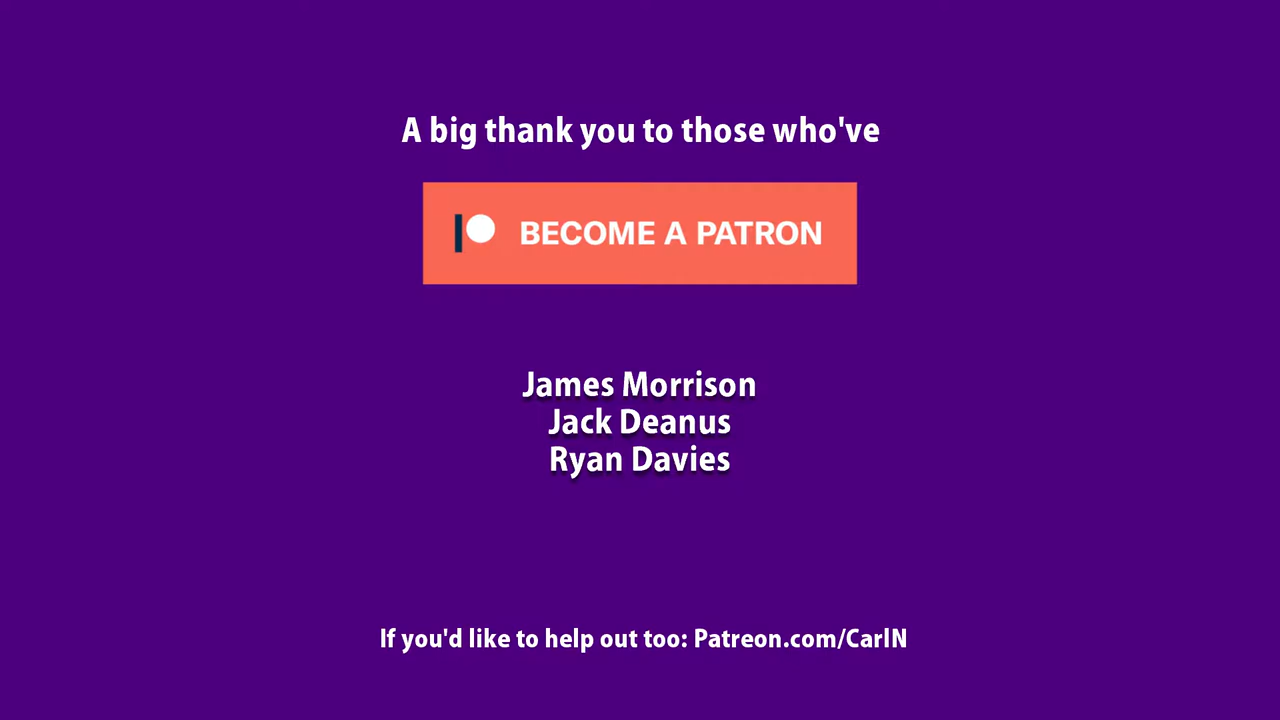 A big thank you to those who've
BECOME A PATRON
James Morrison
Jack Deanus
Ryan Davies
If you'd like to help out too: Patreon.com/CarlN